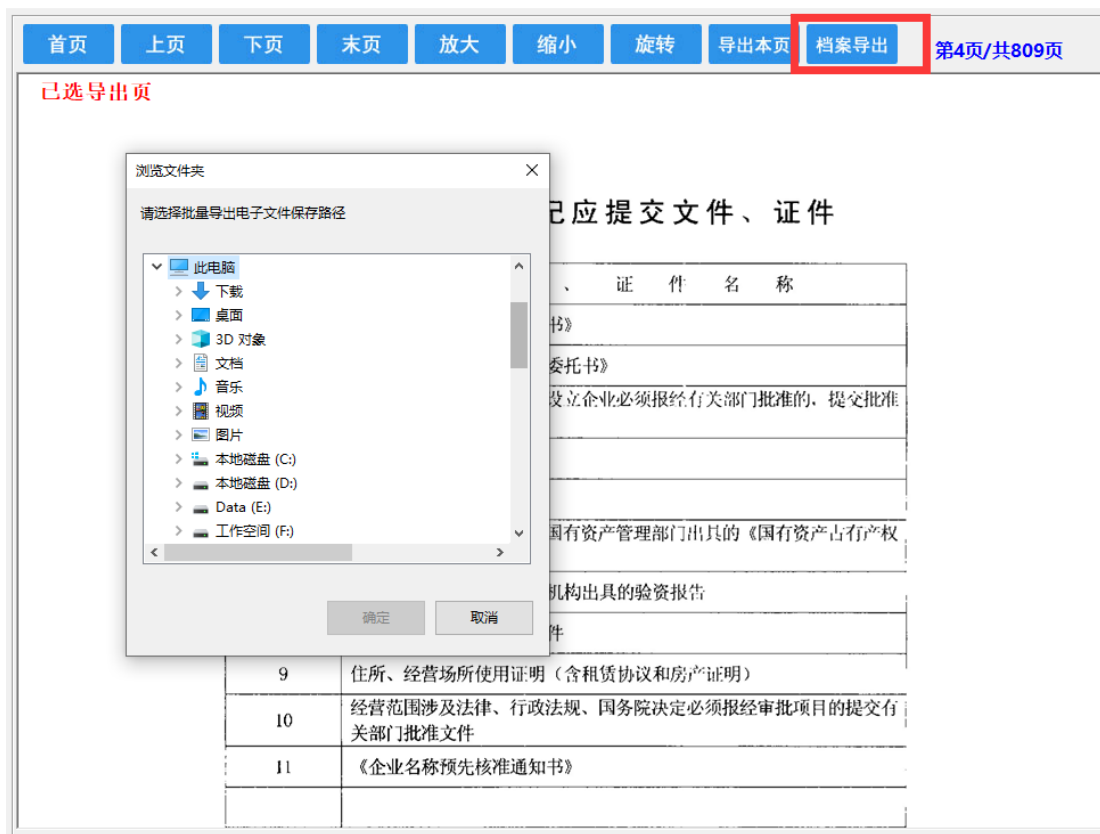 首页 上页 下页 末页 放大 缩小 旋转 导出本页 档案导出 第4页/共809页
已选导出页
浏览文件夹
请选择批量导出电子文件保存路径
此电脑
下载
桌面
3D 对象
文档
音乐
视频
图片
本地磁盘 (C:)
本地磁盘 (D:)
Data (E:)
工作空间 (F:)
确定 取消
应提交文件、证件
、 证 件 名 称
书》
委托书》
设立企业必须报经有关部门批准的、提交批准
国有资产管理部门出具的《国有资产占有产权
机构出具的验资报告
件
9 住所、经营场所使用证明（含租赁协议和房产证明）
10 经营范围涉及法律、行政法规、国务院决定必须报经审批项目的提交有
关部门批准文件
11 《企业名称预先核准通知书》